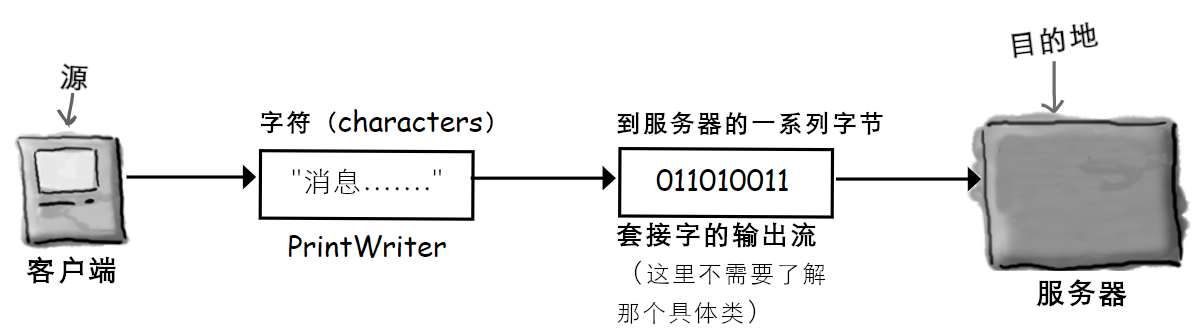 源
目的地
字符（characters）
到服务器的一系列字节
"消息......."
011010011
PrintWriter
套接字的输出流
（这里不需要了解
那个具体类）
客户端
服务器